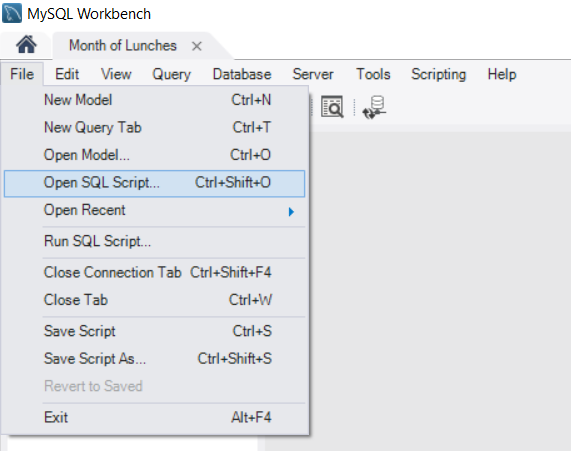 MySQL Workbench
Month of Lunches
File Edit View Query Database Server Tools Scripting Help
New Model Ctrl+N
New Query Tab Ctrl+T
Open Model... Ctrl+O
Open SQL Script... Ctrl+Shift+O
Open Recent
Run SQL Script...
Close Connection Tab Ctrl+Shift+F4
Close Tab Ctrl+W
Save Script Ctrl+S
Save Script As... Ctrl+Shift+S
Revert to Saved
Exit Alt+F4